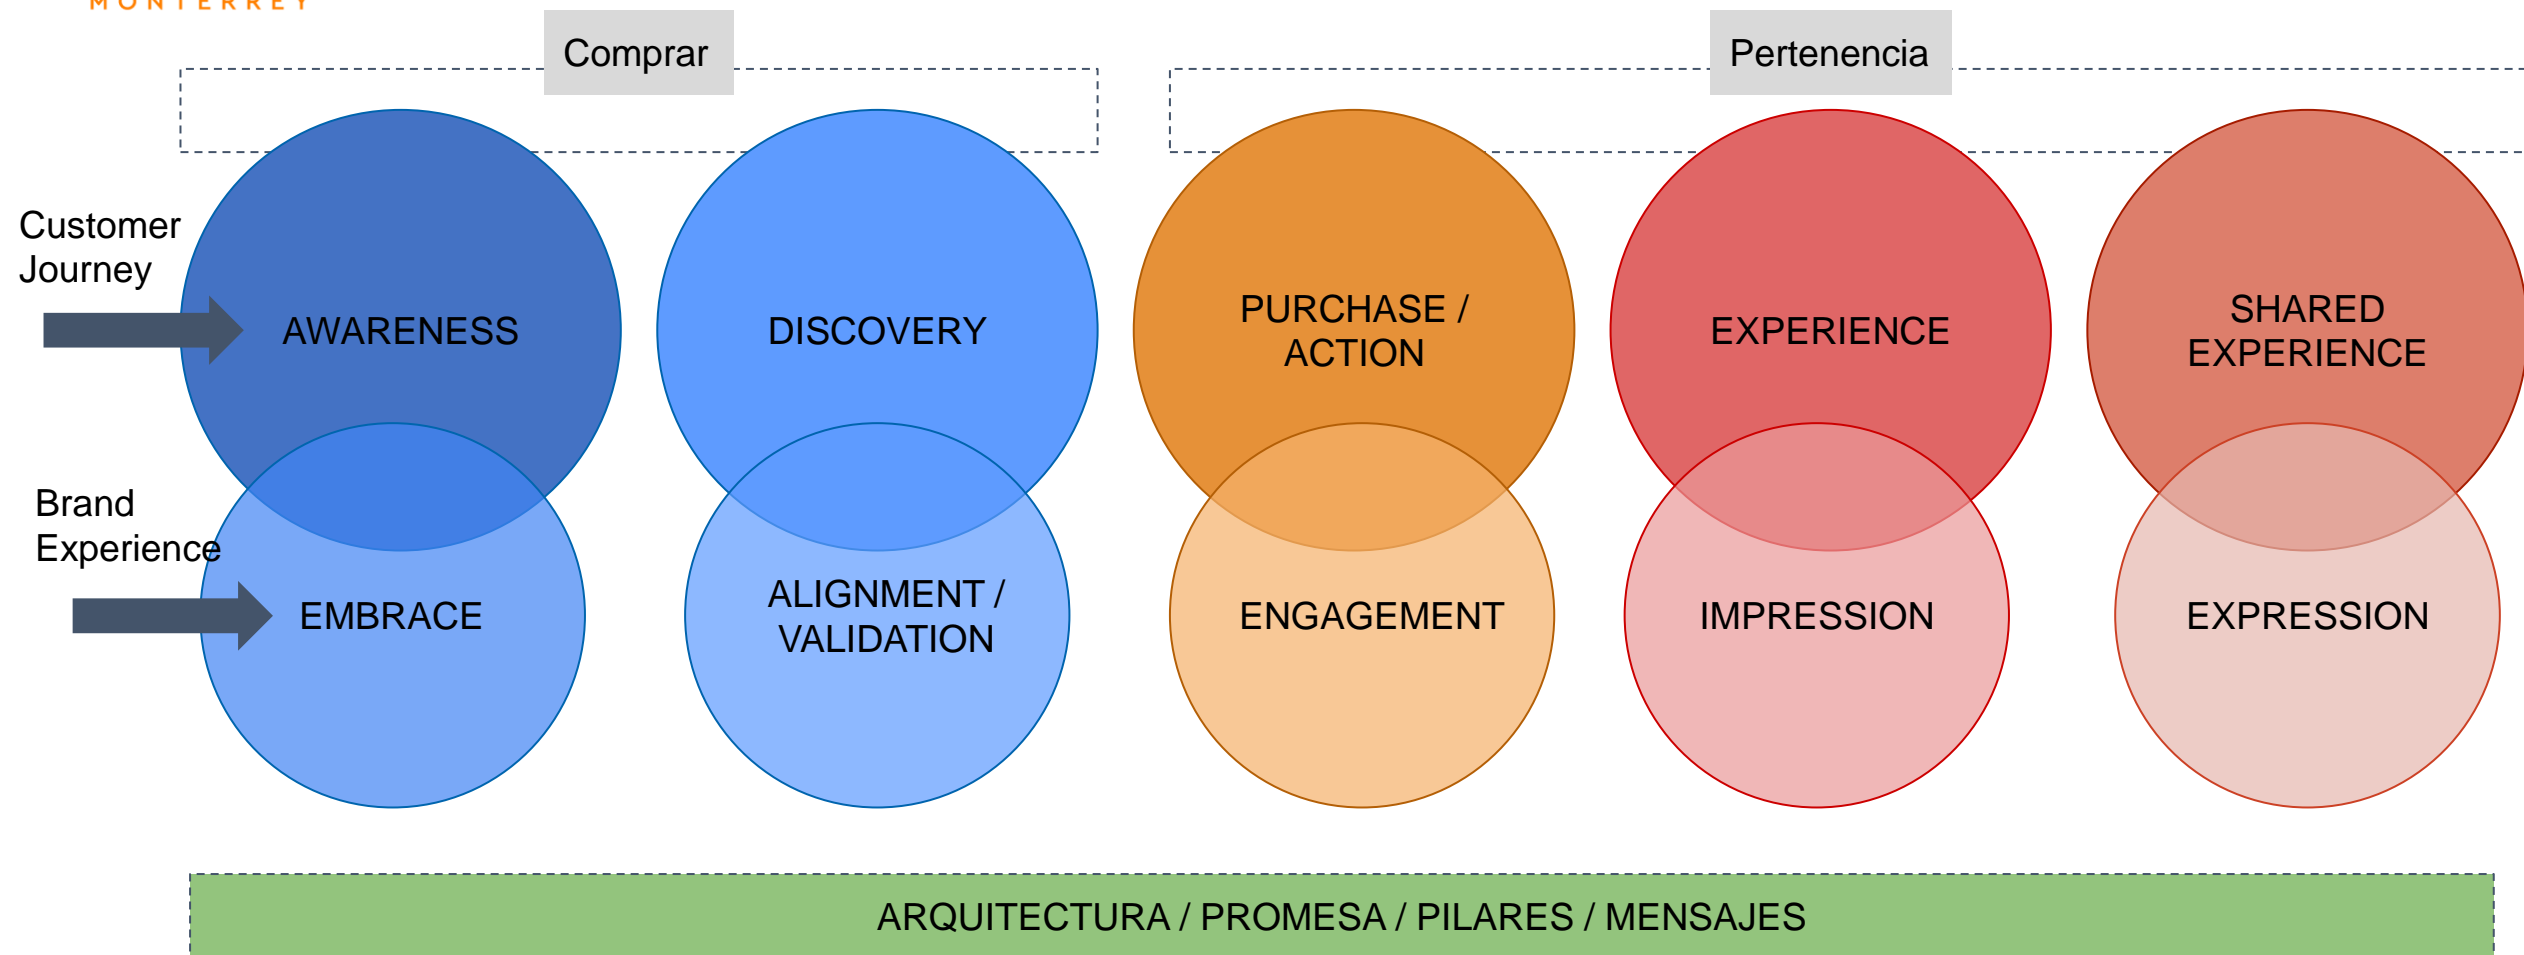 MONTERREY
Comprar
Pertenencia
Customer
Journey
AWARENESS
DISCOVERY
PURCHASE /
ACTION
EXPERIENCE
SHARED
EXPERIENCE
Brand
Experience
EMBRACE
ALIGNMENT /
VALIDATION
ENGAGEMENT
IMPRESSION
EXPRESSION
ARQUITECTURA / PROMESA / PILARES / MENSAJES